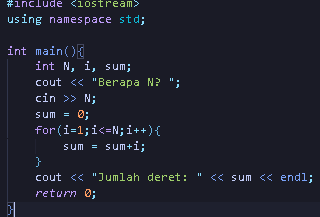 #include <iostream>
using namespace std;

int main(){
    int N, i, sum;
    cout << "Berapa N? ";
    cin >> N;
    sum = 0;
    for(i=1;i<=N;i++){
        sum = sum+i;
    }
    cout << "Jumlah deret: " << sum << endl;
    return 0;
}